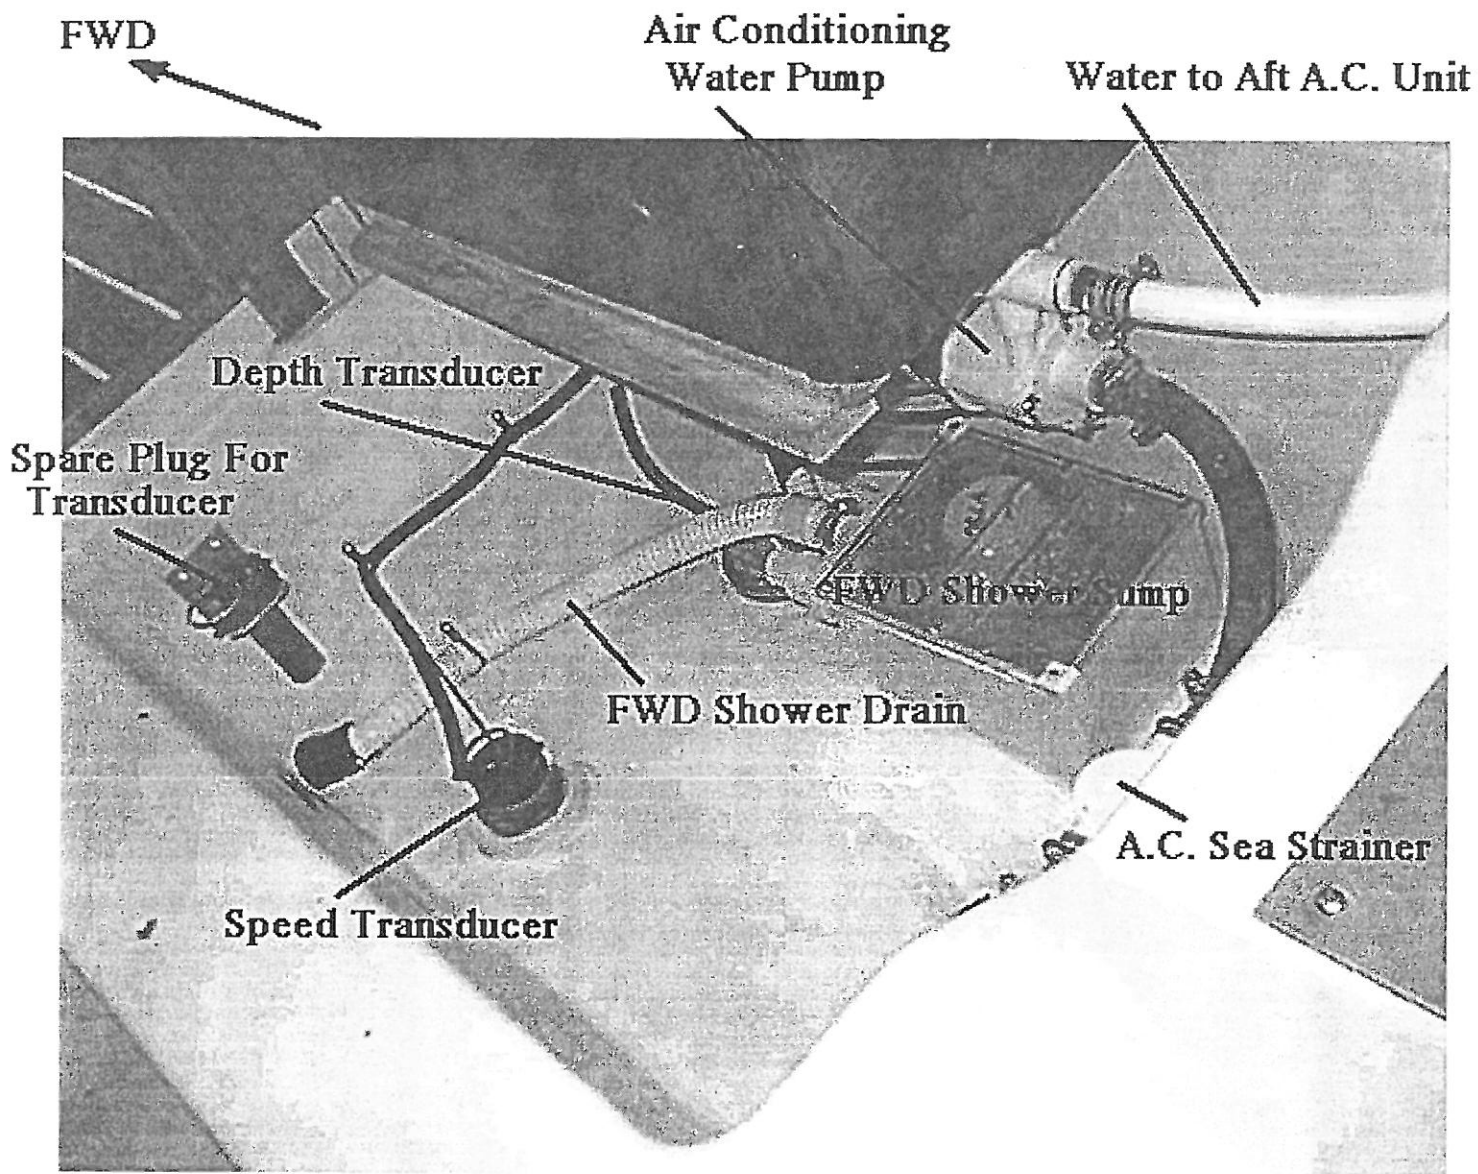 FWD
Air Conditioning
Water Pump
Water to Aft A.C. Unit
Depth Transducer
Spare Plug For
Transducer
FWD Shower Sump
FWD Shower Drain
A.C. Sea Strainer
Speed Transducer